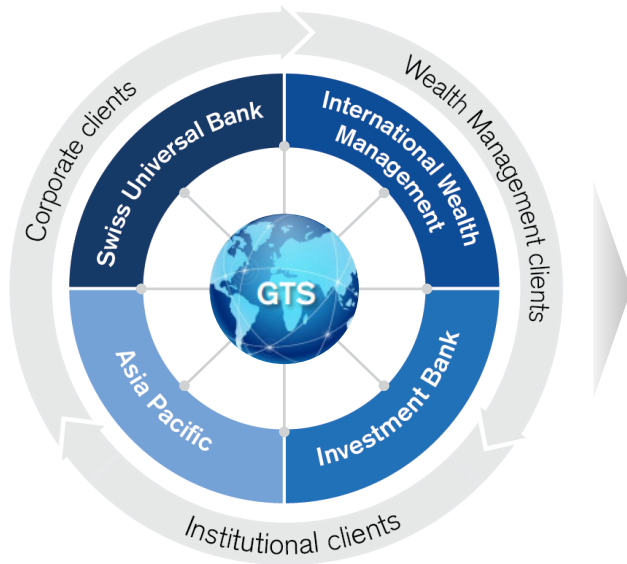 Corporate clients
Wealth Management clients
Swiss Universal Bank
International Wealth
Management
GTS
Asia Pacific
Investment Bank
Institutional clients